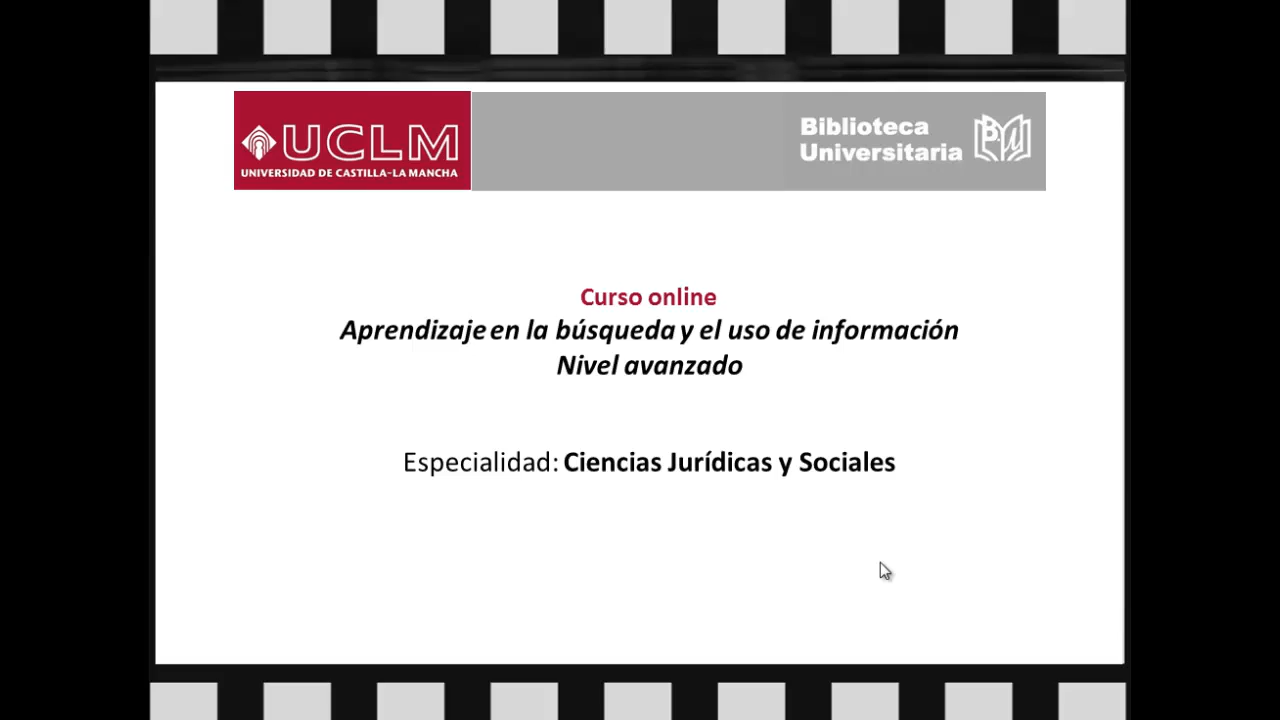 UCLM
UNIVERSIDAD DE CASTILLA-LA MANCHA
Biblioteca
Universitaria
Curso online
Aprendizaje en la búsqueda y el uso de información
Nivel avanzado
Especialidad: Ciencias Jurídicas y Sociales